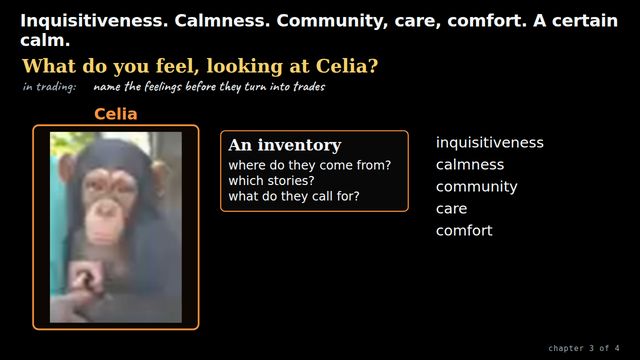 Inquisitiveness. Calmness. Community, care, comfort. A certain
calm.
What do you feel, looking at Celia?
in trading: name the feelings before they turn into trades
Celia
An inventory
where do they come from?
which stories?
what do they call for?
inquisitiveness
calmness
community
care
comfort
chapter 3 of 4